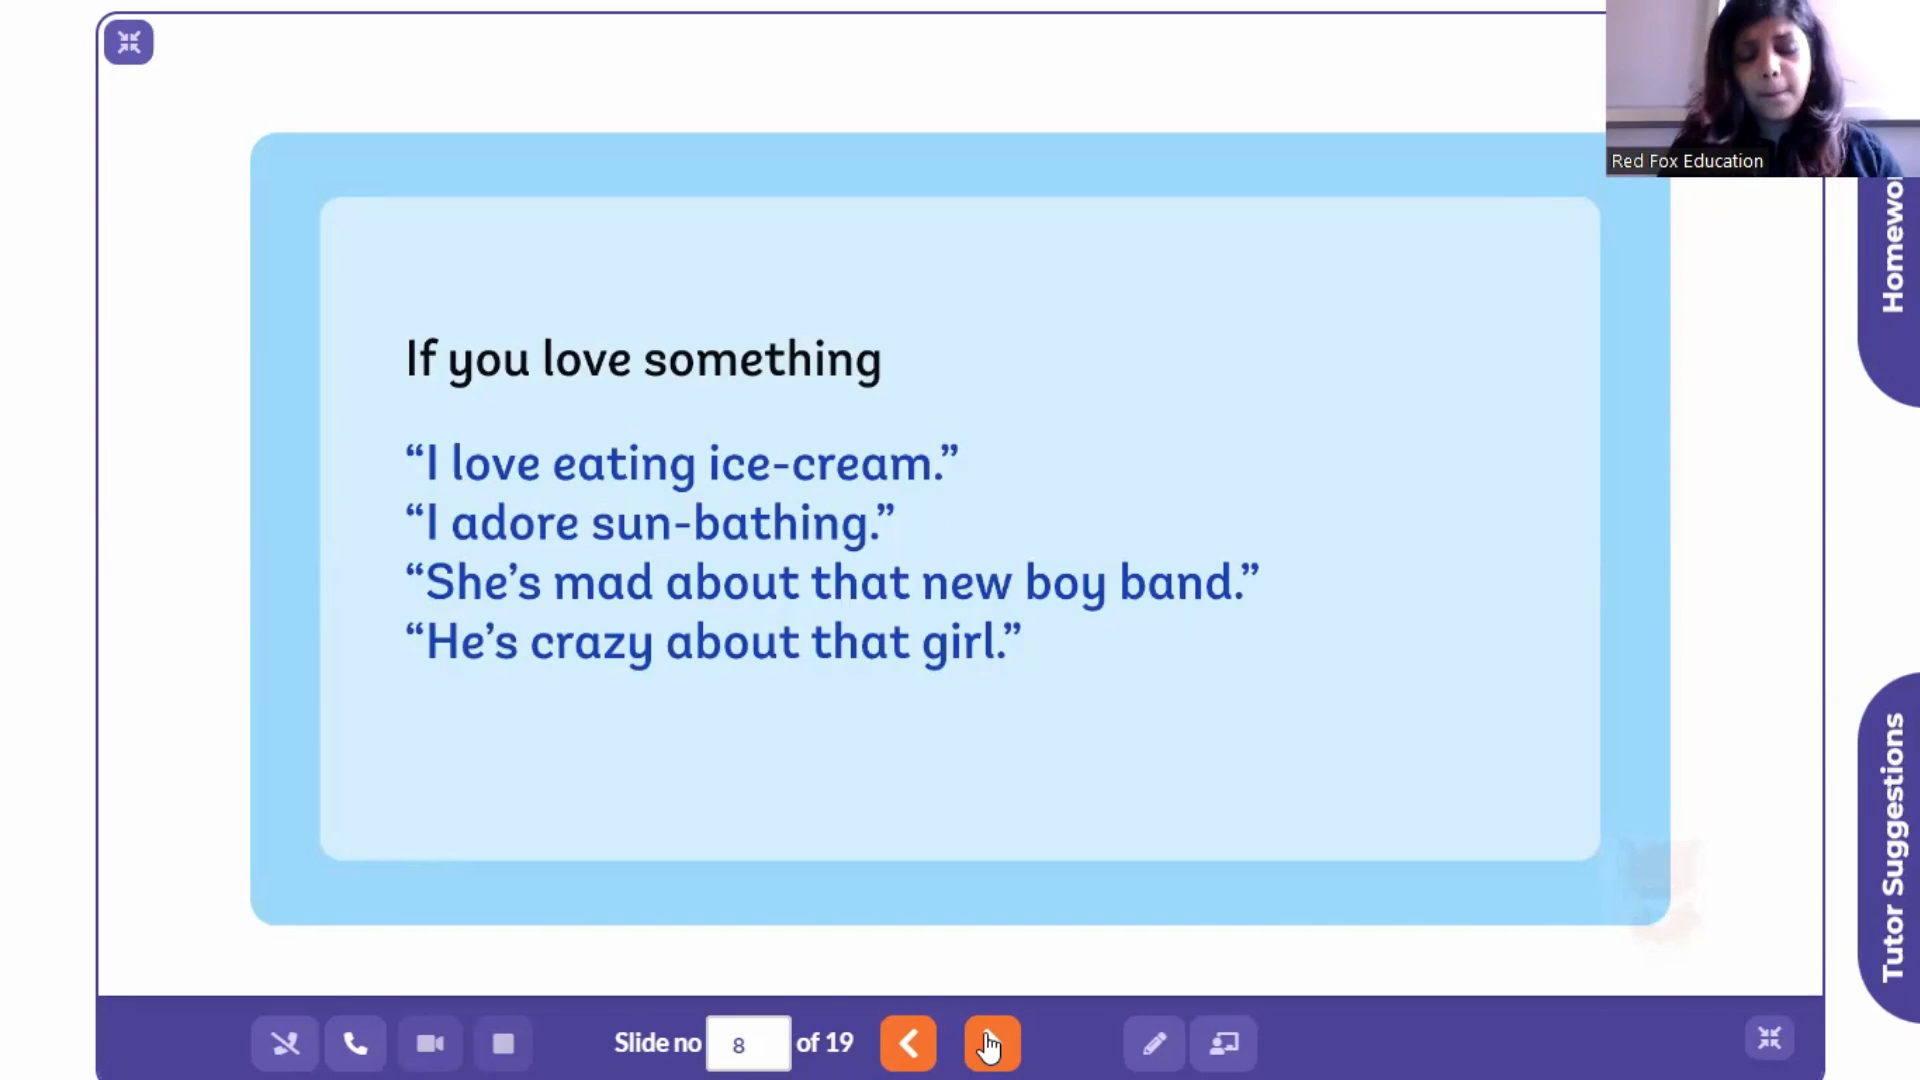 Red Fox Education
Homewo
If you love something
“I love eating ice-cream.”
“I adore sun-bathing.”
“She’s mad about that new boy band.”
“He’s crazy about that girl.”
Tutor Suggestions
Slide no 8 of 19